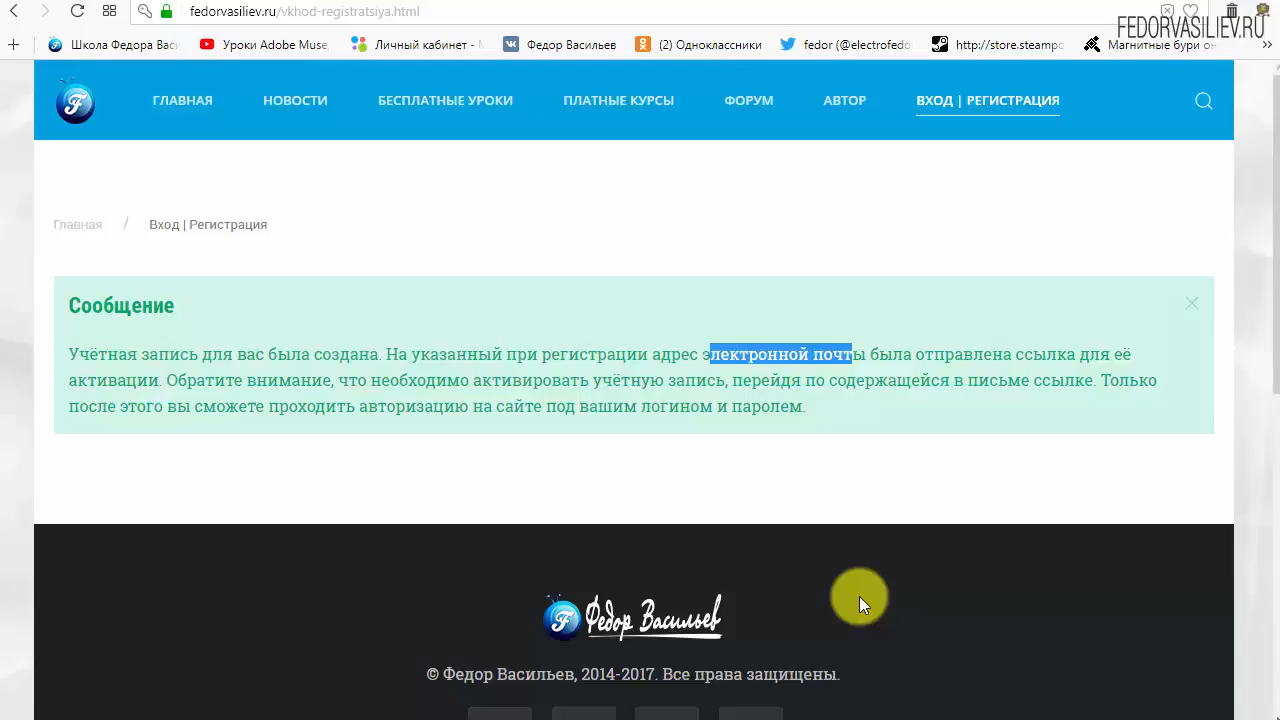 fedorvasiliev.ru/vkhod-registratsiya.html
FEDORVASILIEV.RU
Школа Федора Васи
Уроки Adobe Muse
Личный кабинет -
Федор Васильев
(2) Одноклассники
fedor (@electrofedo
http://store.steampo
Магнитные бури о
ГЛАВНАЯ
НОВОСТИ
БЕСПЛАТНЫЕ УРОКИ
ПЛАТНЫЕ КУРСЫ
ФОРУМ
АВТОР
ВХОД | РЕГИСТРАЦИЯ
Главная / Вход | Регистрация
Сообщение
Учётная запись для вас была создана. На указанный при регистрации адрес электронной почты была отправлена ссылка для её
активации. Обратите внимание, что необходимо активировать учётную запись, перейдя по содержащейся в письме ссылке. Только
после этого вы сможете проходить авторизацию на сайте под вашим логином и паролем.
Федор Васильев
© Федор Васильев, 2014-2017. Все права защищены.